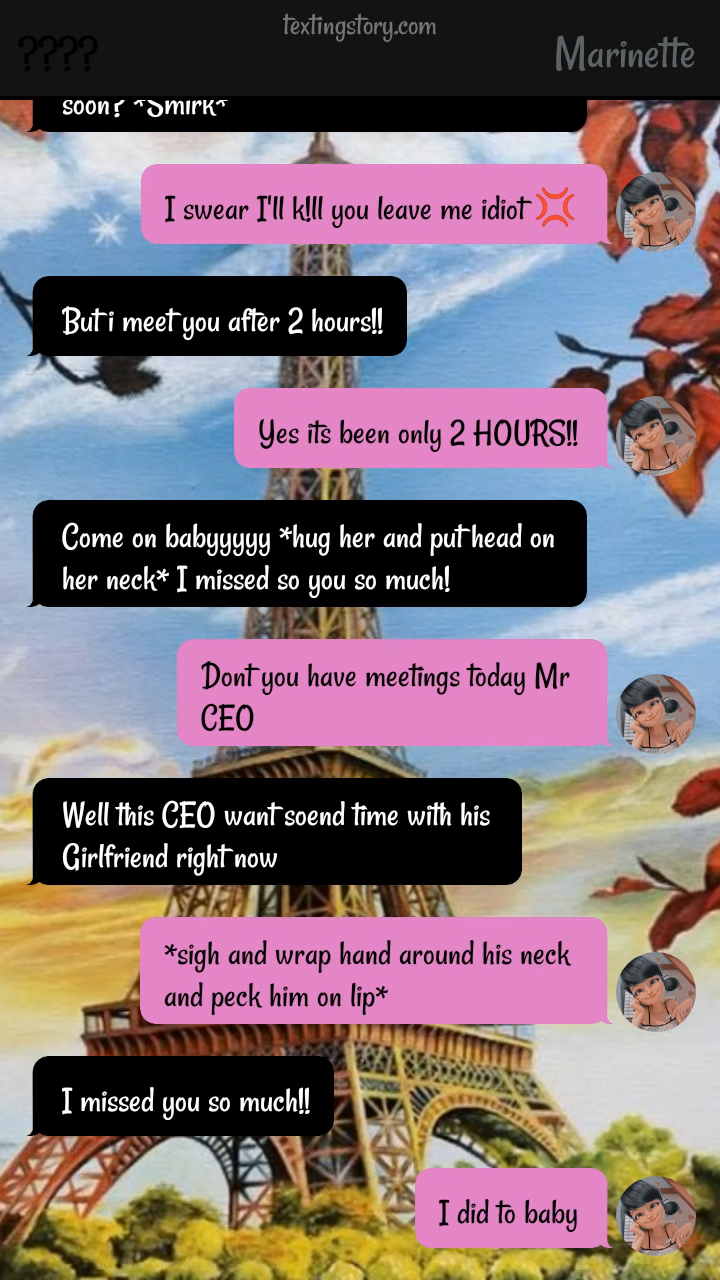 textingstory.com
????
Marinette
soon? *Smirk*
I swear I'll k!ll you leave me idiot 💢
But i meet you after 2 hours!!
Yes its been only 2 HOURS!!
Come on babyyyyy *hug her and put head on
her neck* I missed so you so much!
Dont you have meetings today Mr
CEO
Well this CEO want soend time with his
Girlfriend right now
*sigh and wrap hand around his neck
and peck him on lip*
I missed you so much!!
I did to baby